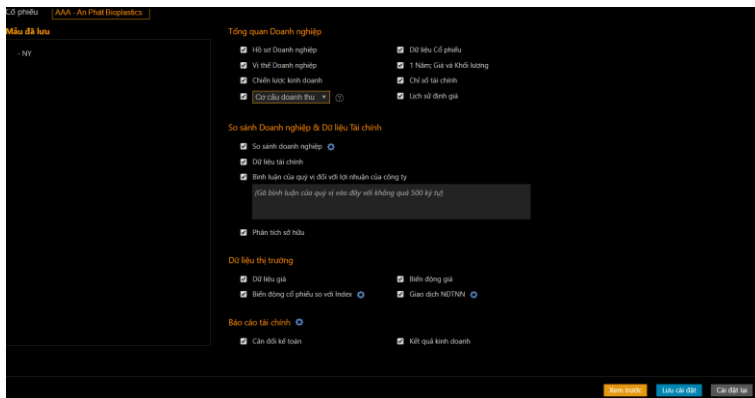 Cổ phiếu AAA - An Phát Bioplastics
Mẫu đã lưu
- NY
Tổng quan Doanh nghiệp
Hồ sơ Doanh nghiệp
Dữ liệu Cổ phiếu
Vị thế Doanh nghiệp
1 Năm; Giá và Khối lượng
Chiến lược kinh doanh
Chỉ số tài chính
Cơ cấu doanh thu
Lịch sử định giá
So sánh Doanh nghiệp & Dữ liệu Tài chính
So sánh doanh nghiệp
Dữ liệu tài chính
Bình luận của quý vị đối với lợi nhuận của công ty
(Gõ bình luận của quý vị vào đây với không quá 500 ký tự)
Phân tích sở hữu
Dữ liệu thị trường
Dữ liệu giá
Biến động giá
Biến động cổ phiếu so với Index
Giao dịch NĐTNN
Báo cáo tài chính
Cân đối kế toán
Kết quả kinh doanh
Xem trước
Lưu cài đặt
Cài đặt lại